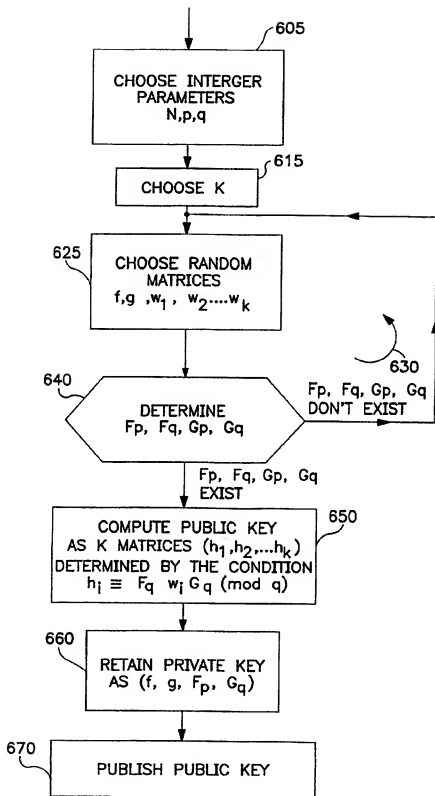 605
CHOOSE INTERGER
PARAMETERS
N,p,q
615
CHOOSE K
625
CHOOSE RANDOM
MATRICES
f,g ,w₁ , w₂....wₖ
630
640
DETERMINE
Fp, Fq, Gp, Gq
Fp, Fq, Gp, Gq
DON'T EXIST
Fp, Fq, Gp, Gq
EXIST
650
COMPUTE PUBLIC KEY
AS K MATRICES (h₁,h₂,...hₖ)
DETERMINED BY THE CONDITION
hᵢ ≡ Fq wᵢ Gq (mod q)
660
RETAIN PRIVATE KEY
AS (f, g, Fₚ, Gq)
670
PUBLISH PUBLIC KEY